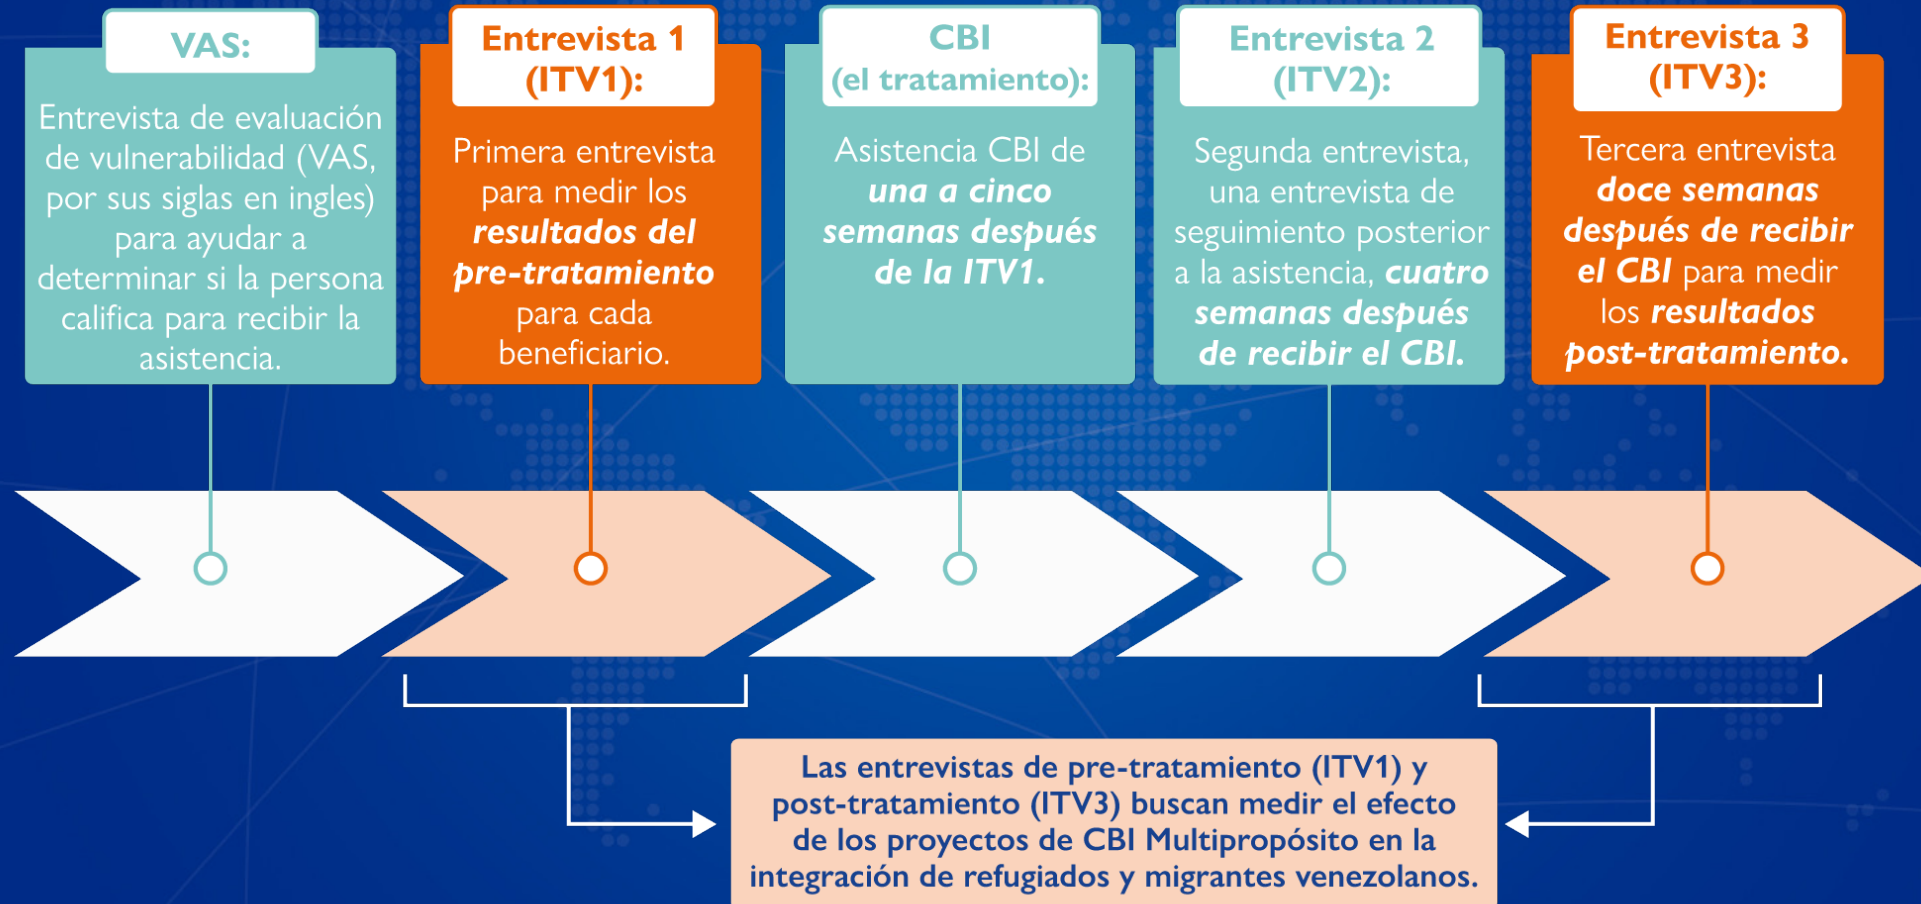 VAS:
Entrevista de evaluación
de vulnerabilidad (VAS,
por sus siglas en ingles)
para ayudar a
determinar si la persona
califica para recibir la
asistencia.
Entrevista 1
(ITV1):
Primera entrevista
para medir los
resultados del
pre-tratamiento
para cada
beneficiario.
CBI
(el tratamiento):
Asistencia CBI de
una a cinco
semanas después
de la ITV1.
Entrevista 2
(ITV2):
Segunda entrevista,
una entrevista de
seguimiento posterior
a la asistencia, cuatro
semanas después
de recibir el CBI.
Entrevista 3
(ITV3):
Tercera entrevista
doce semanas
después de recibir
el CBI para medir
los resultados
post-tratamiento.
Las entrevistas de pre-tratamiento (ITV1) y
post-tratamiento (ITV3) buscan medir el efecto
de los proyectos de CBI Multipropósito en la
integración de refugiados y migrantes venezolanos.